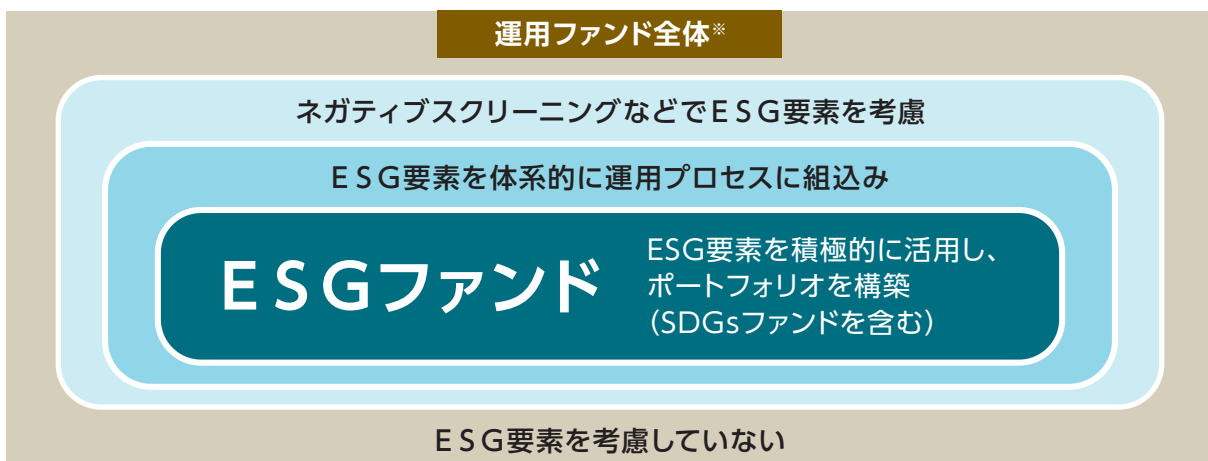 運用ファンド全体※
ネガティブスクリーニングなどでESG要素を考慮
ESG要素を体系的に運用プロセスに組込み
ESGファンド
ESG要素を積極的に活用し、
ポートフォリオを構築
（SDGsファンドを含む）
ESG要素を考慮していない